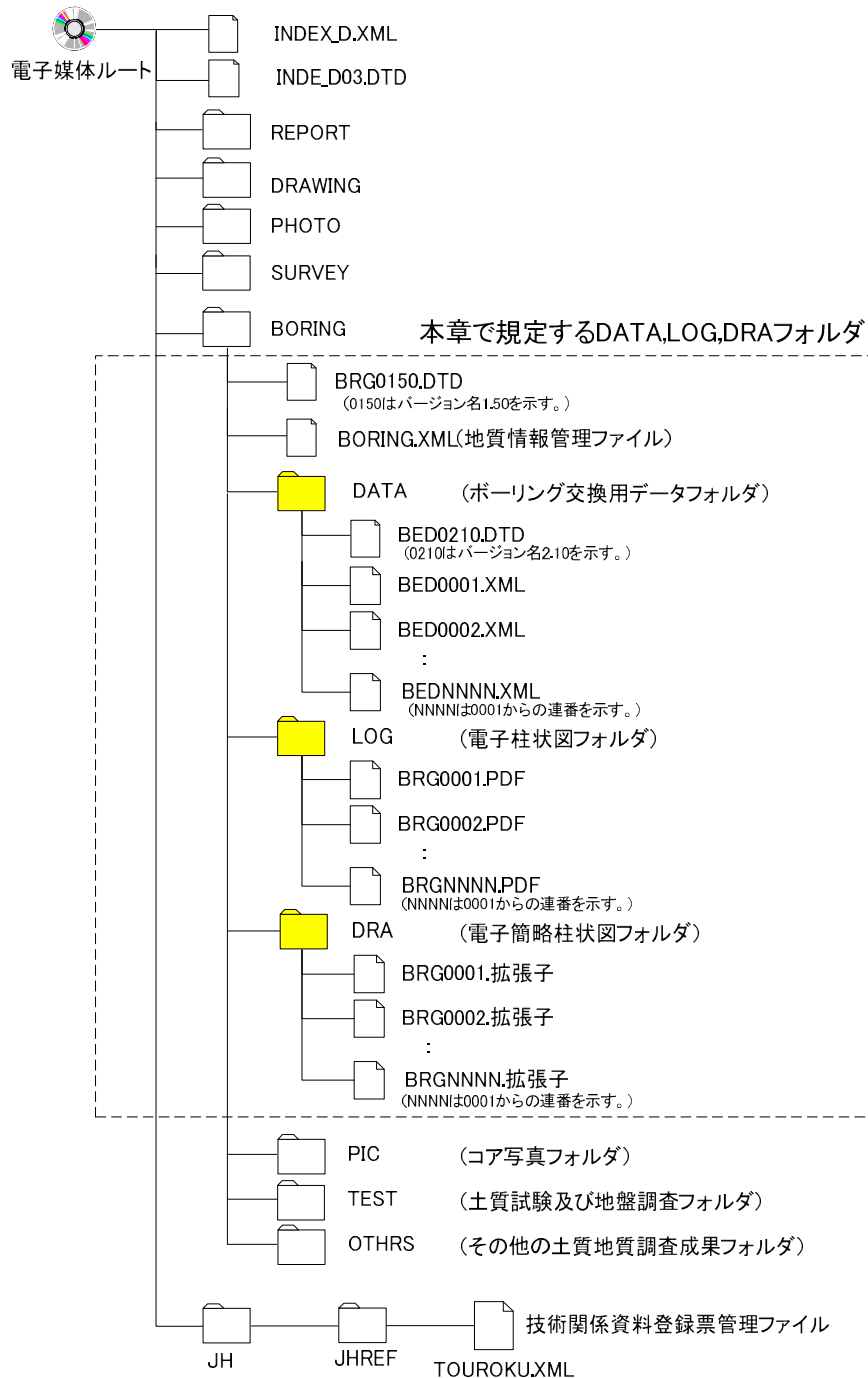 INDEX_D.XML
電子媒体ルート
INDE_D03.DTD
REPORT
DRAWING
PHOTO
SURVEY
BORING 本章で規定するDATA,LOG,DRAフォルダ
BRG0150.DTD
(0150はバージョン名1.50を示す。)
BORING.XML(地質情報管理ファイル)
DATA (ボーリング交換用データフォルダ)
BED0210.DTD
(0210はバージョン名2.10を示す。)
BED0001.XML
BED0002.XML
:
BEDNNNN.XML
(NNNNは0001からの連番を示す。)
LOG (電子柱状図フォルダ)
BRG0001.PDF
BRG0002.PDF
:
BRGNNNN.PDF
(NNNNは0001からの連番を示す。)
DRA (電子簡略柱状図フォルダ)
BRG0001.拡張子
BRG0002.拡張子
:
BRGNNNN.拡張子
(NNNNは0001からの連番を示す。)
PIC (コア写真フォルダ)
TEST (土質試験及び地盤調査フォルダ)
OTHRS (その他の土質地質調査成果フォルダ)
技術関係資料登録票管理ファイル
JH JHREF TOUROKU.XML